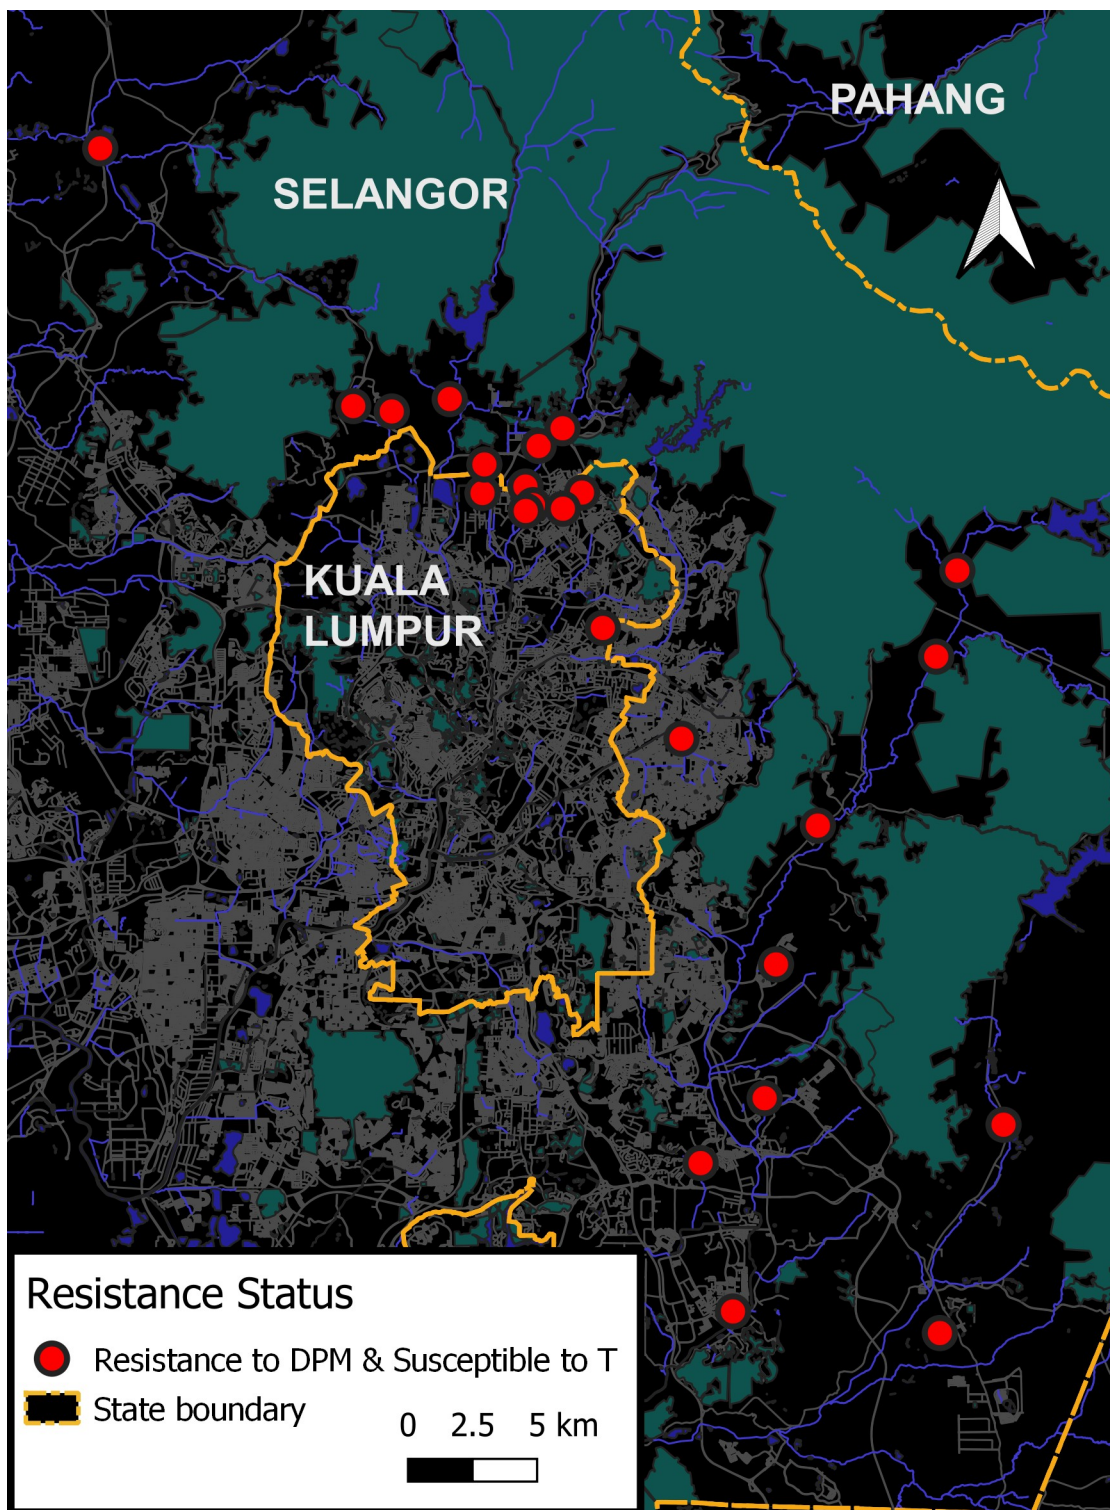 PAHANG
SELANGOR
KUALA
LUMPUR
Resistance Status
Resistance to DPM & Susceptible to T
State boundary
0 2.5 5 km